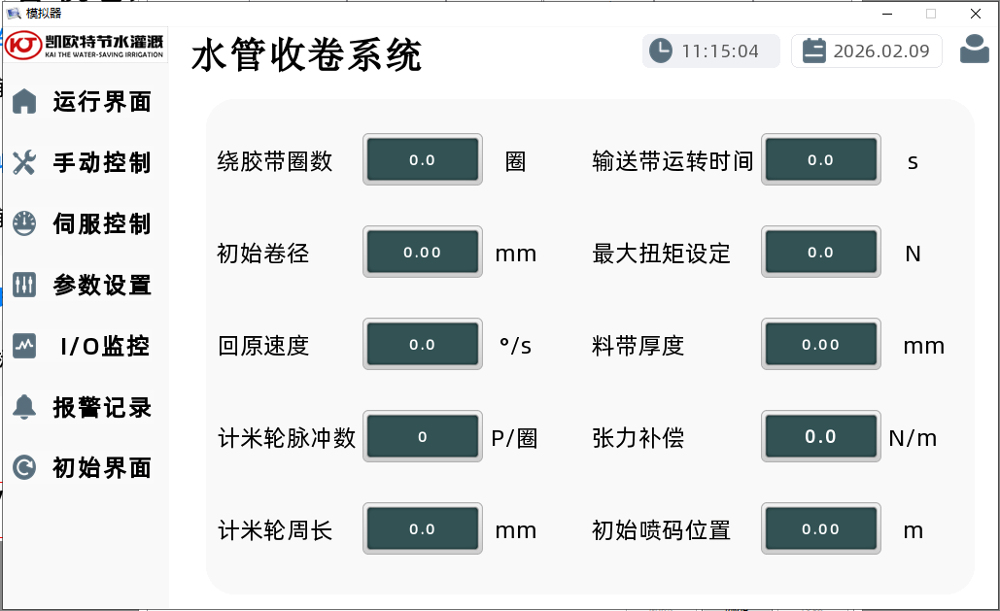 模拟器
凯欧特节水灌溉
KAI THE WATER-SAVING IRRIGATION
水管收卷系统
11:15:04
2026.02.09
运行界面
手动控制
伺服控制
参数设置
I/O监控
报警记录
初始界面
绕胶带圈数 0.0 圈
输送带运转时间 0.0 s
初始卷径 0.00 mm
最大扭矩设定 0.0 N
回原速度 0.0 °/s
料带厚度 0.00 mm
计米轮脉冲数 0 P/圈
张力补偿 0.0 N/m
计米轮周长 0.0 mm
初始喷码位置 0.00 m